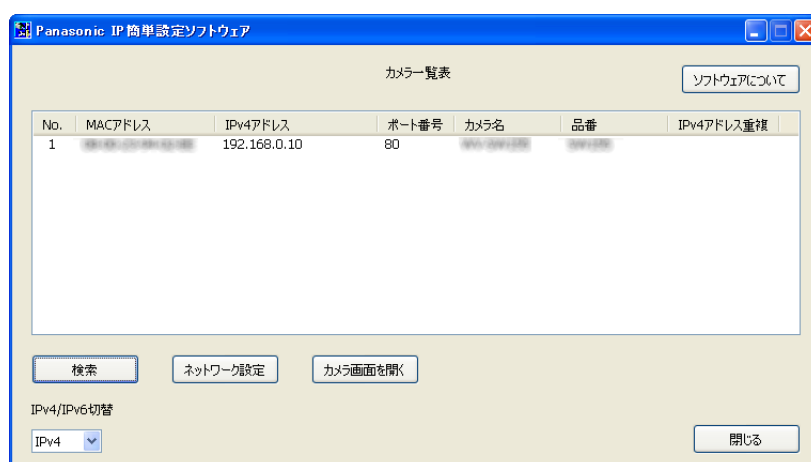 Panasonic IP簡単設定ソフトウェア
カメラ一覧表
ソフトウェアについて
No. MACアドレス IPv4アドレス ポート番号 カメラ名 品番 IPv4アドレス重複
1 192.168.0.10 80
検索 ネットワーク設定 カメラ画面を開く
IPv4/IPv6切替
IPv4
閉じる